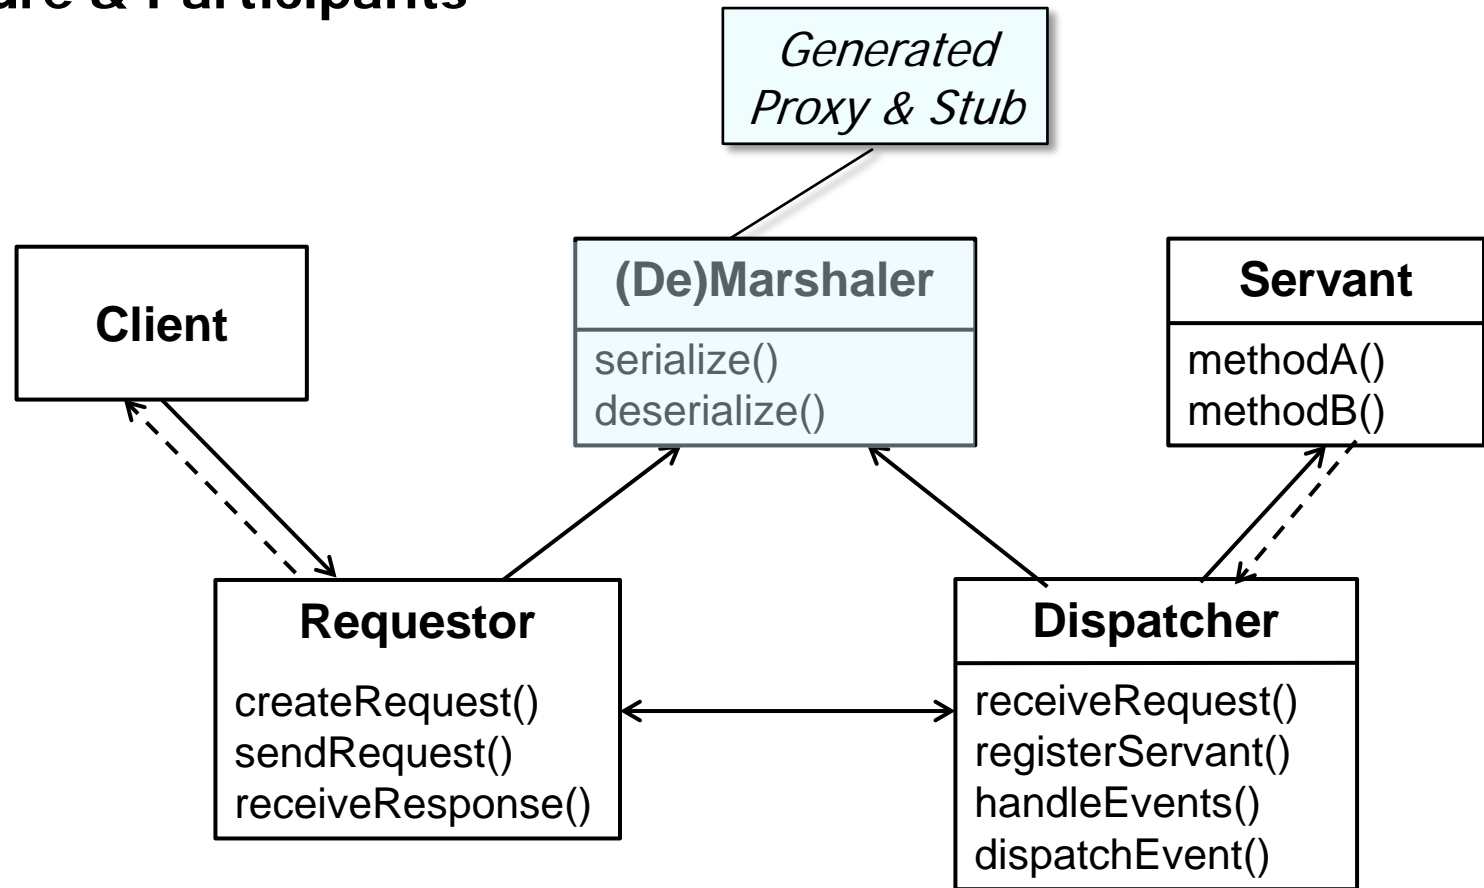 & Participants
Generated
Proxy & Stub
Client
(De)Marshaler
serialize()
deserialize()
Servant
methodA()
methodB()
Requestor
createRequest()
sendRequest()
receiveResponse()
Dispatcher
receiveRequest()
registerServant()
handleEvents()
dispatchEvent()